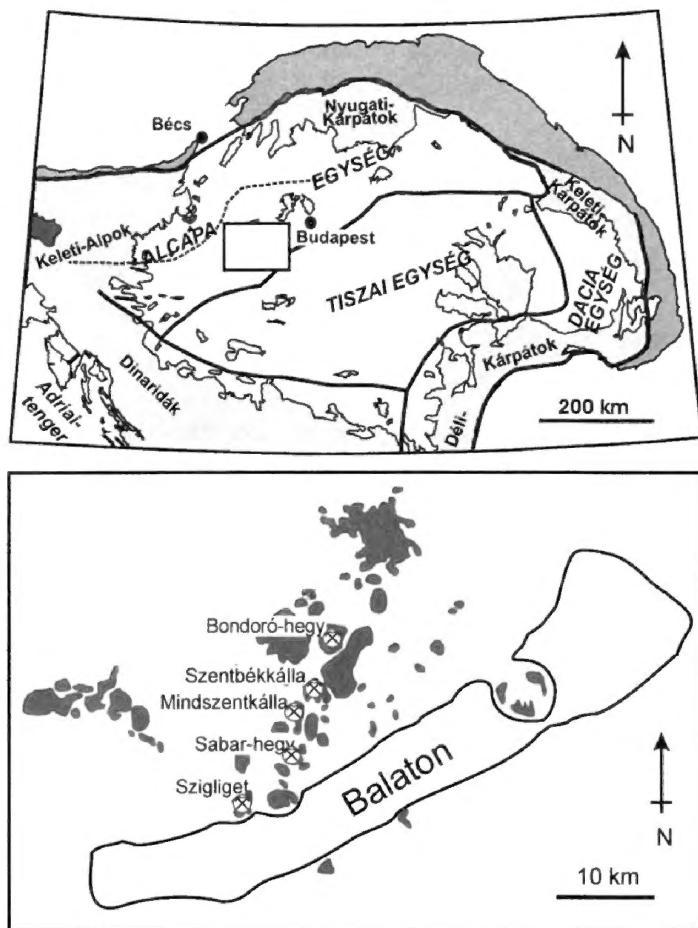 N
Nyugati-
Kárpátok
Bécs
EGYSÉG
Keleti-
Kárpátok
Keleti-Alpok
ALCAPA
Budapest
TISZAI EGYSÉG
DACIA
EGYSÉG
Dinaridák
Kárpátok
Adriai-
tenger
Déli-
200 km
Bondoró-hegy
Szentbékkálla
Mindszentkálla
Sabar-hegy
Szigliget
Balaton
N
10 km